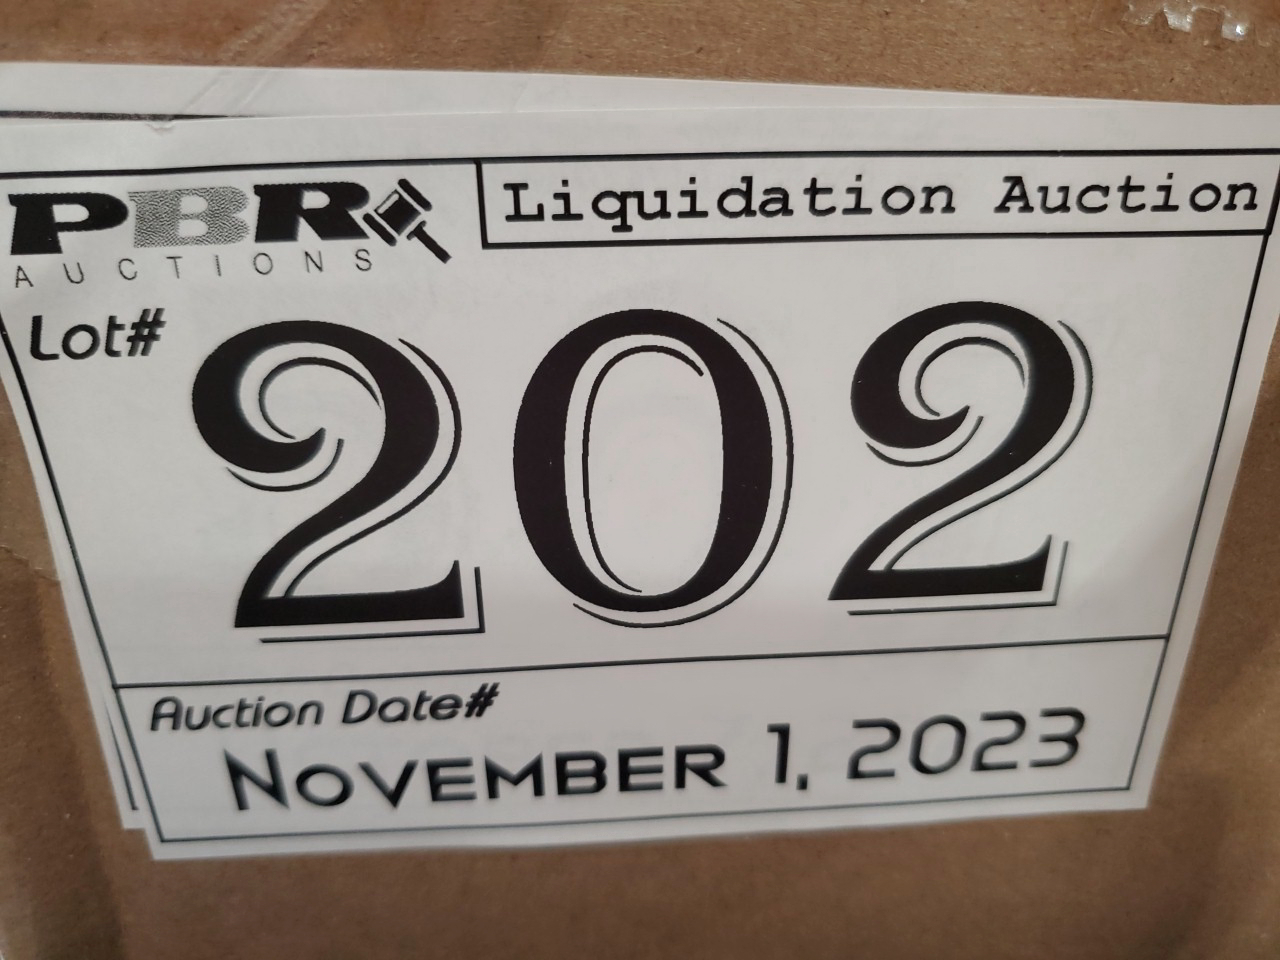 PBR
AUCTIONS
Liquidation Auction
Lot#
202
Auction Date#
NOVEMBER 1, 2023